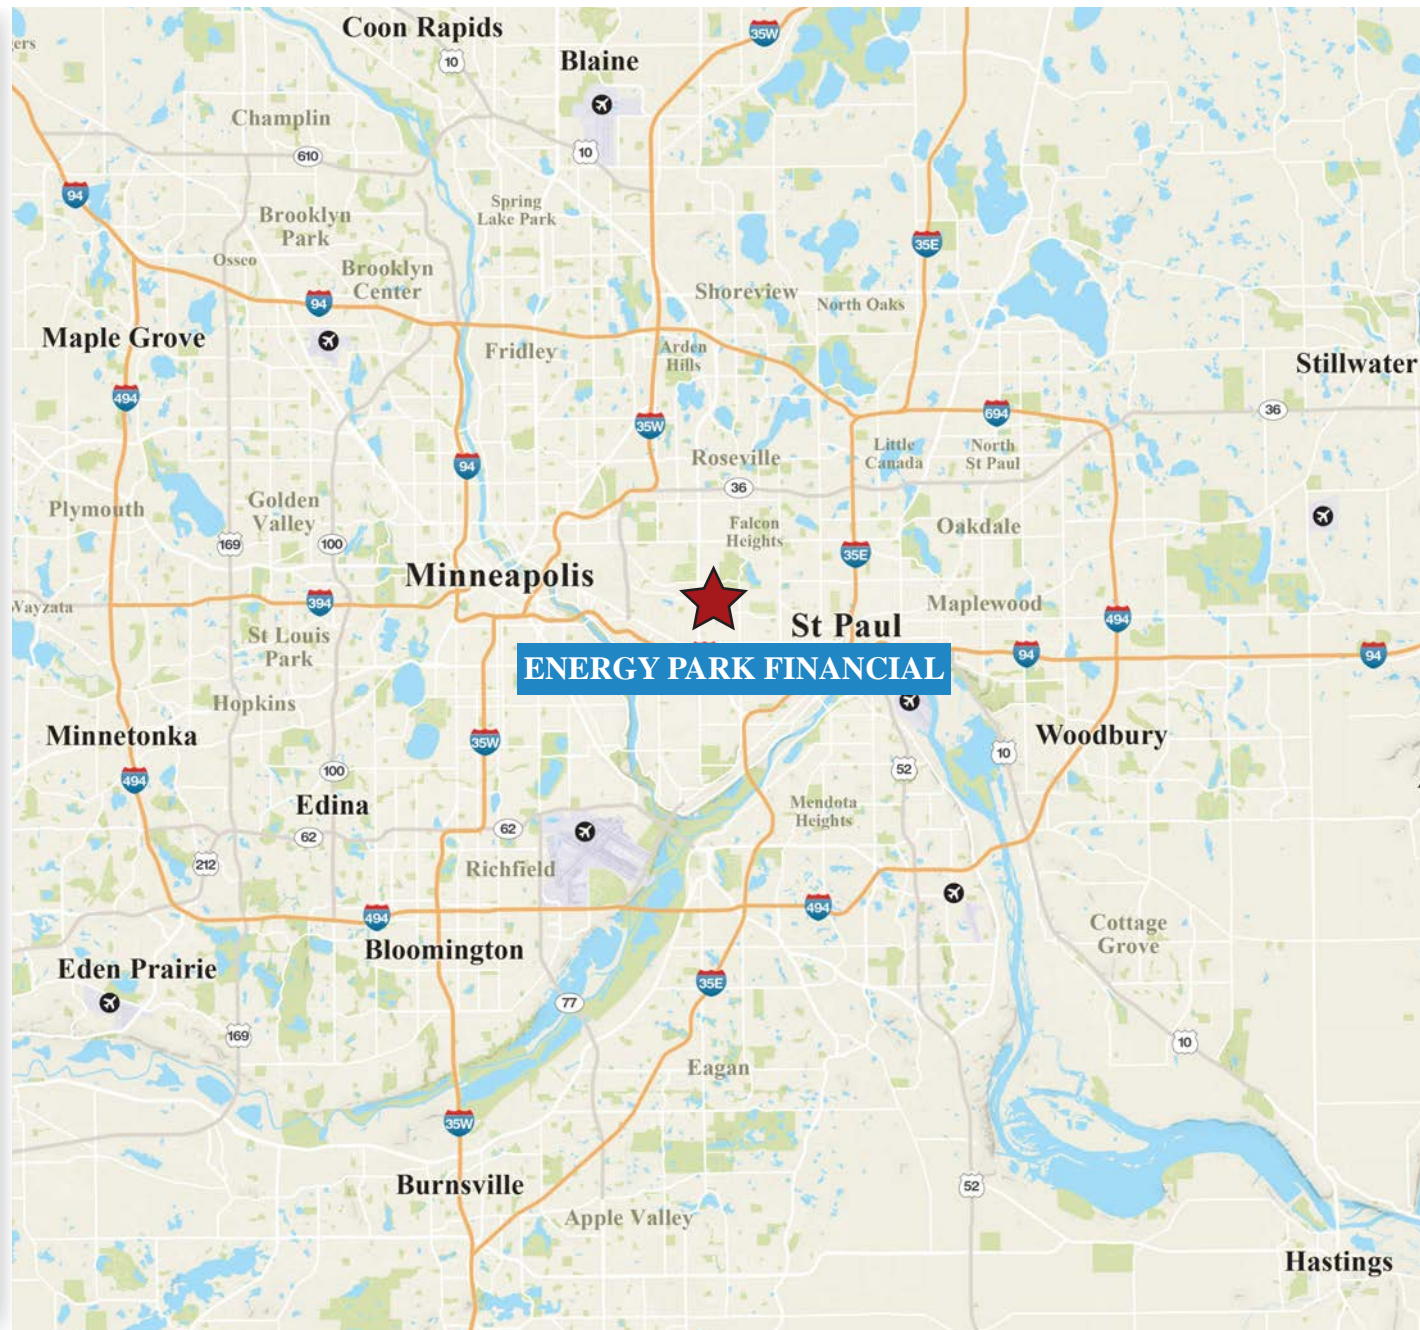 Coon Rapids
35W
Blaine
ers
10
Champlin
610
10
94
Spring
Lake Park
Brooklyn
Park
35E
Osseo
Brooklyn
Center
Shoreview
North Oaks
94
Maple Grove
Fridley
Arden
Hills
Stillwater
494
694
36
35W
Little
Canada
North
St Paul
Roseville
94
36
Plymouth
Golden
Valley
Falcon
Heights
Oakdale
169
100
35E
Minneapolis
Wayzata
394
Maplewood
494
St Paul
St Louis
Park
94
94
ENERGY PARK FINANCIAL
Hopkins
Minnetonka
35W
Woodbury
10
494
100
52
Edina
Mendota
Heights
62
62
212
Richfield
494
494
Cottage
Grove
Bloomington
Eden Prairie
35E
77
169
10
Eagan
35W
Burnsville
52
Apple Valley
Hastings